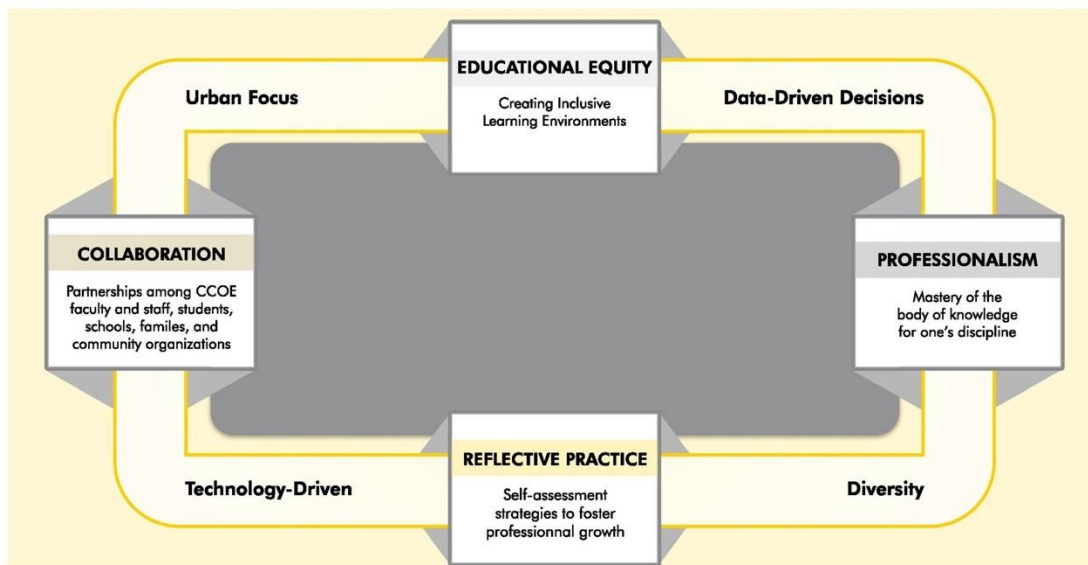 EDUCATIONAL EQUITY
Creating Inclusive
Learning Environments
Urban Focus
Data-Driven Decisions
COLLABORATION
Partnerships among CCOE
faculty and staff, students,
schools, familes, and
community organizations
PROFESSIONALISM
Mastery of the
body of knowledge
for one's discipline
REFLECTIVE PRACTICE
Self-assessment
strategies to foster
professionnal growth
Technology-Driven
Diversity